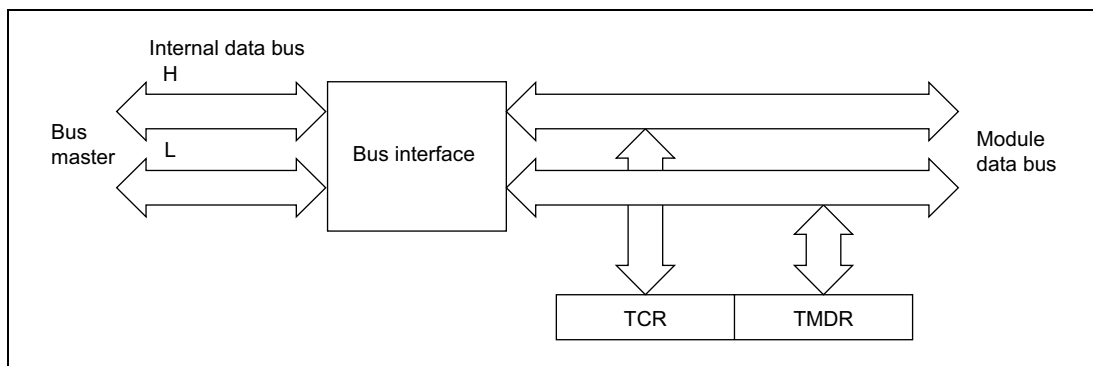 Internal data bus
H
Bus
master
L
Bus interface
Module
data bus
TCR
TMDR